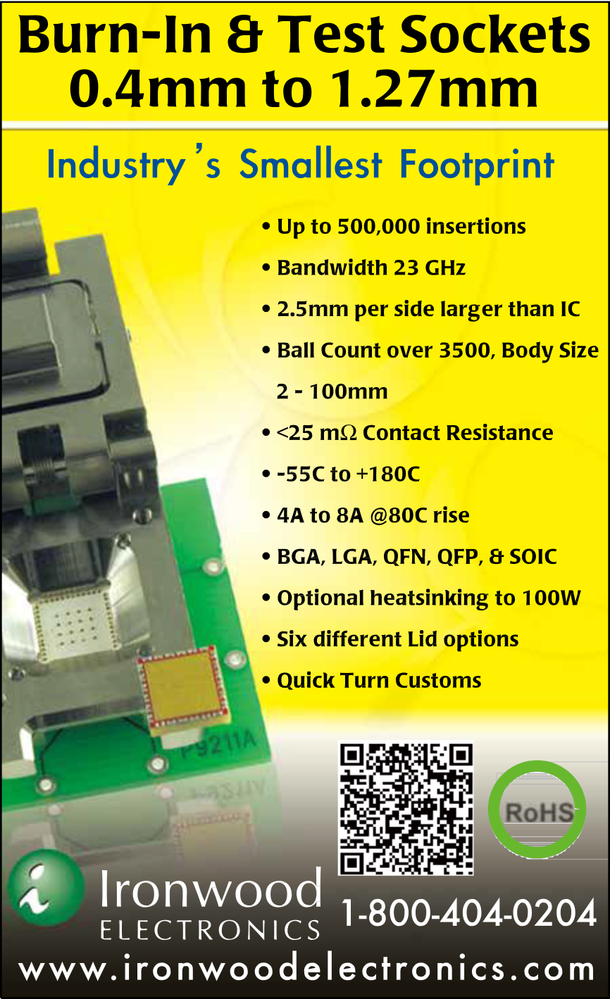 Burn-In & Test Sockets
0.4mm to 1.27mm
Industry's Smallest Footprint
• Up to 500,000 insertions
• Bandwidth 23 GHz
• 2.5mm per side larger than IC
• Ball Count over 3500, Body Size
2 - 100mm
• <25 mΩ Contact Resistance
• -55C to +180C
• 4A to 8A @80C rise
• BGA, LGA, QFN, QFP, & SOIC
• Optional heatsinking to 100W
• Six different Lid options
• Quick Turn Customs
P9211A
RoHS
i
Ironwood
ELECTRONICS
1-800-404-0204
www.ironwoodelectronics.com